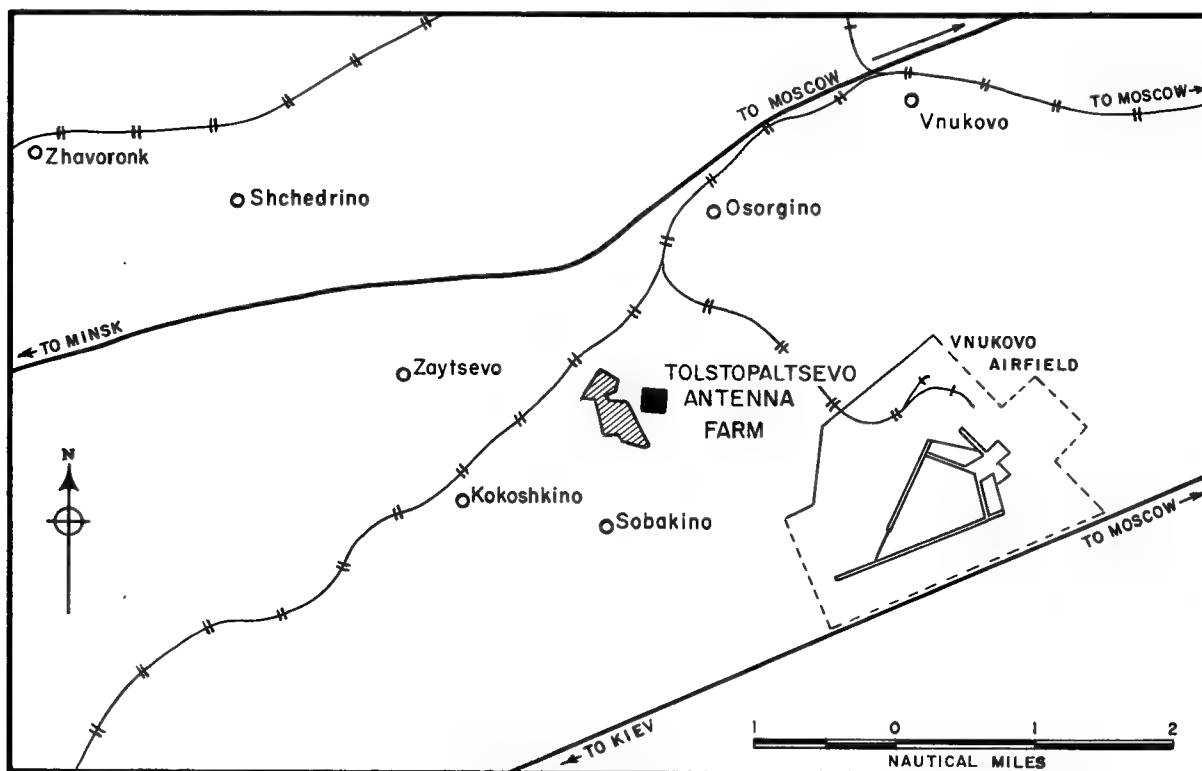 TO MOSCOW
TO MOSCOW
Vnukovo
Zhavoronk
Shchedrino
Osorgino
TO MINSK
VNUKOVO
AIRFIELD
Zaytsevo
TOLSTOPALTSEVO
ANTENNA
FARM
N
Kokoshkino
Sobakino
TO MOSCOW
TO KIEV
1 0 1 2
NAUTICAL MILES